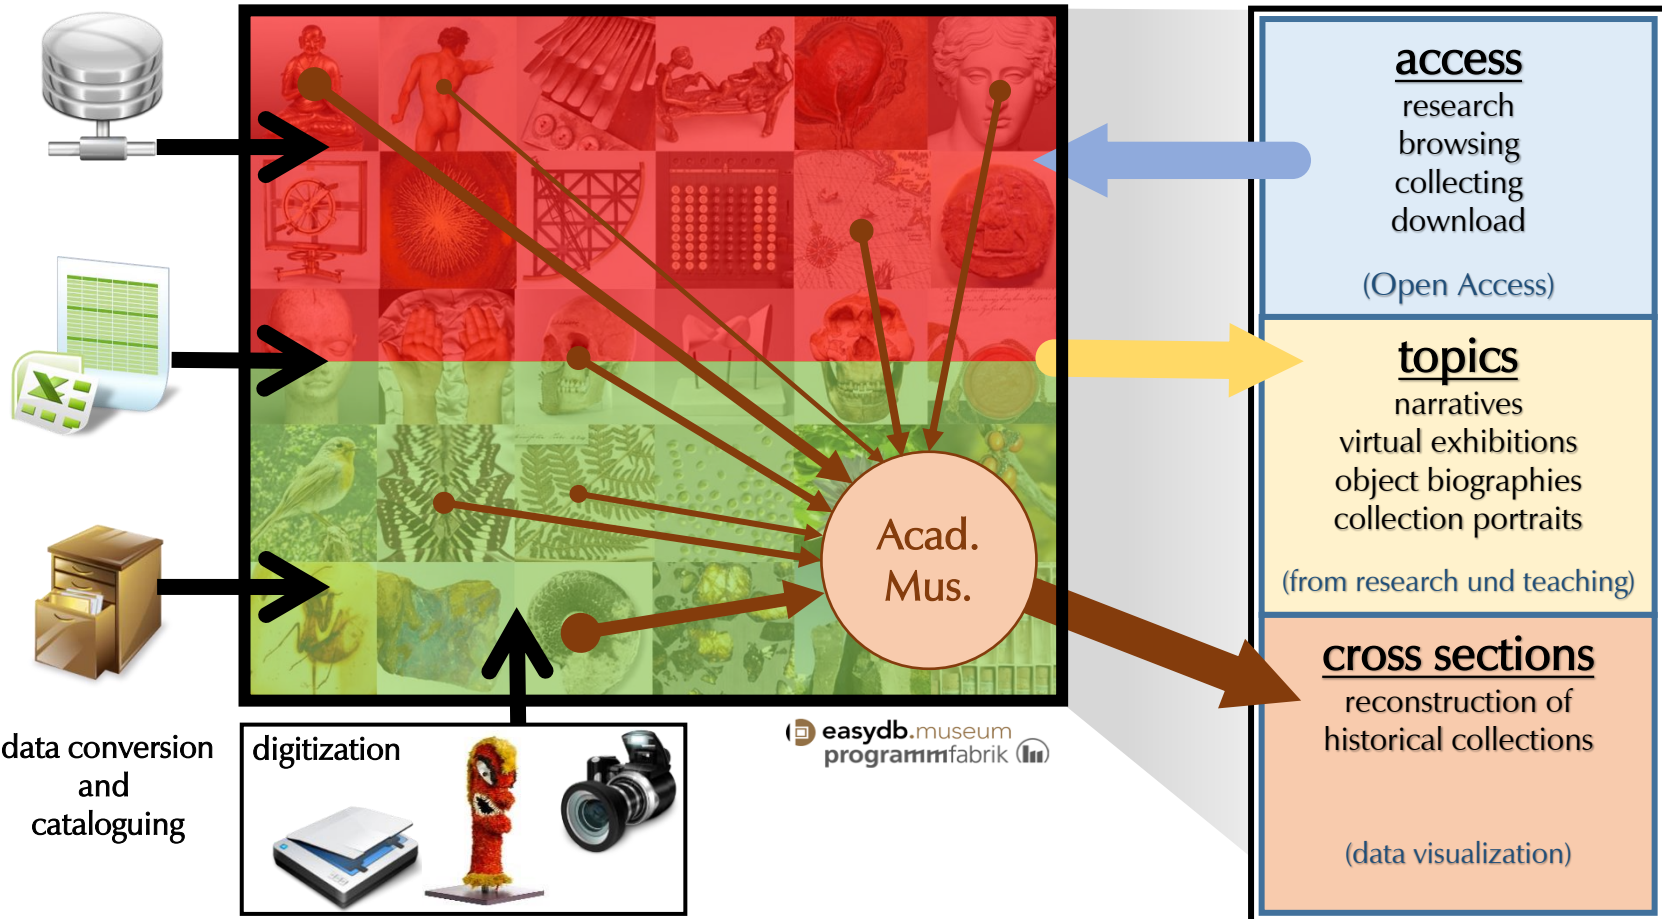 access
research
browsing
collecting
download
(Open Access)
topics
narratives
virtual exhibitions
object biographies
collection portraits
(from research und teaching)
cross sections
reconstruction of
historical collections
(data visualization)
Acad.
Mus.
easydb.museum
programmfabrik
data conversion
and
cataloguing
digitization